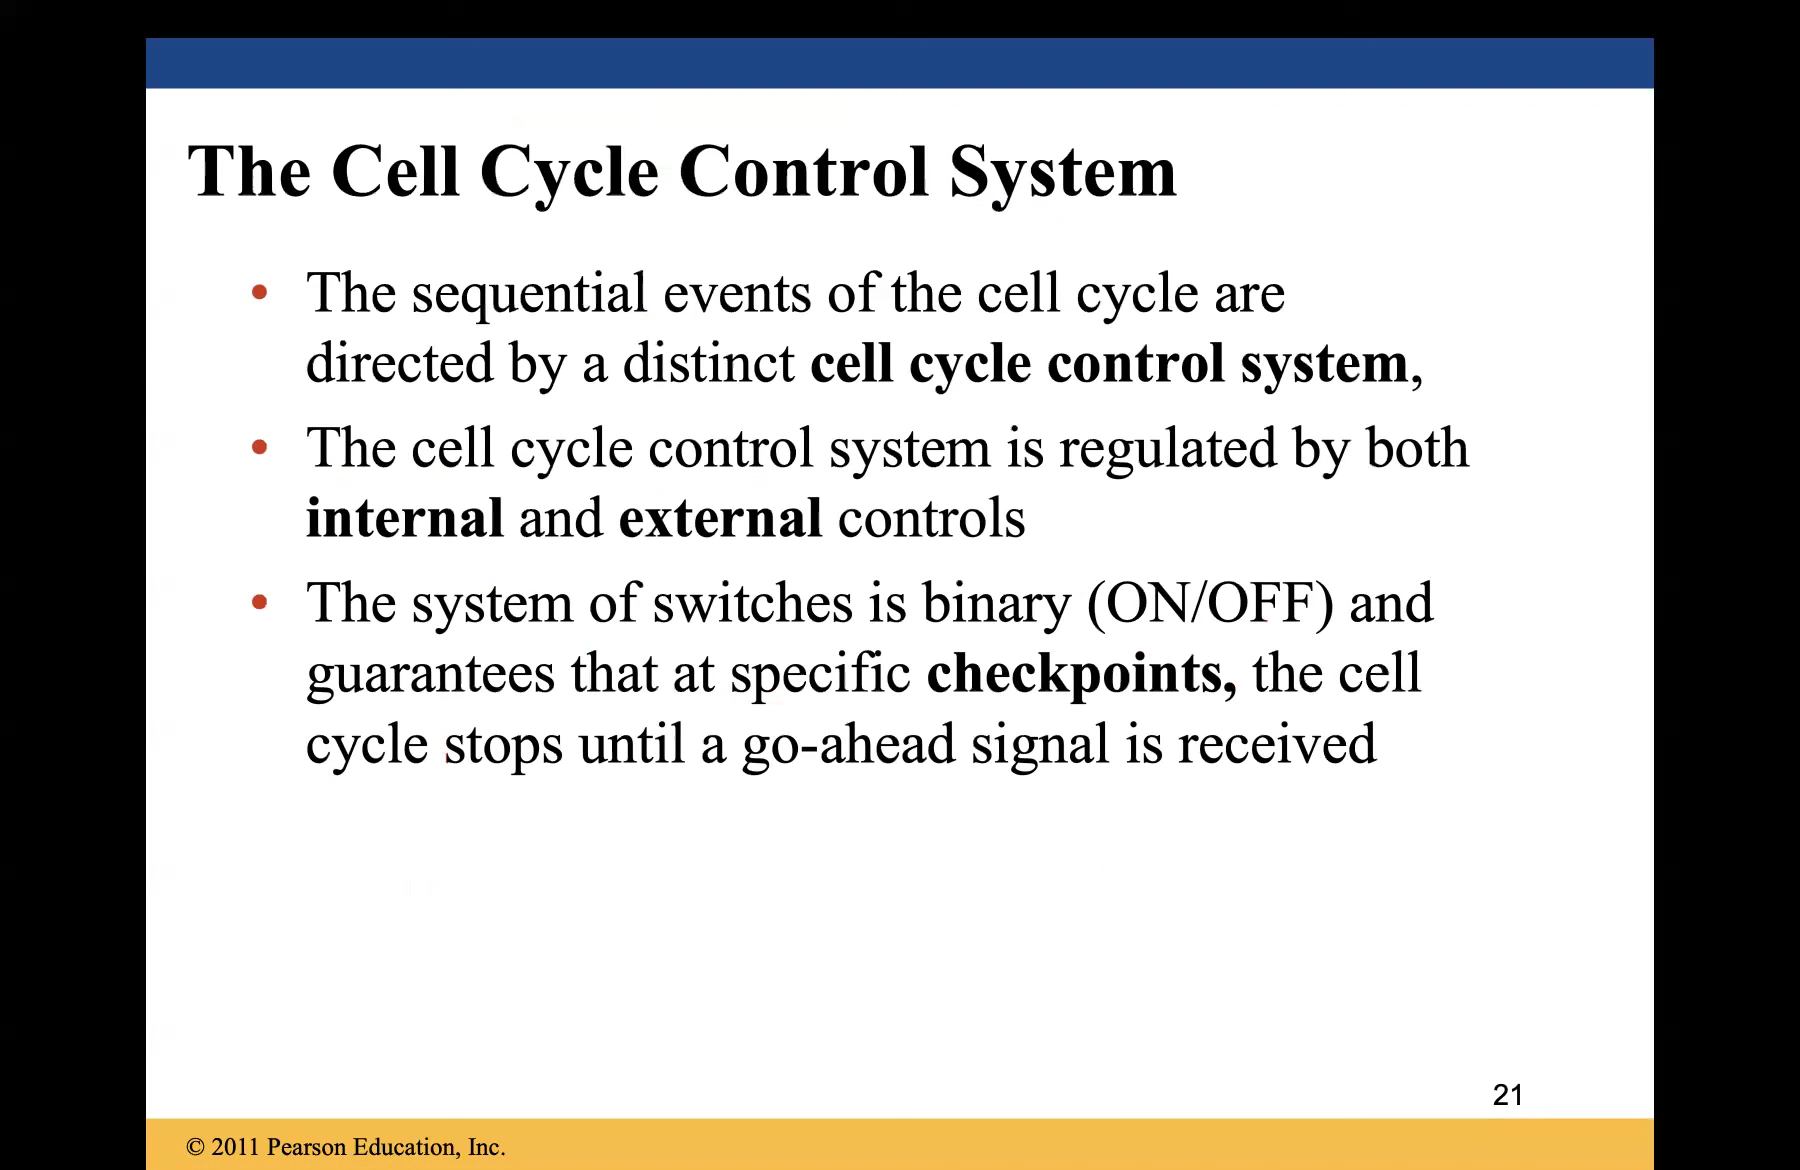 The Cell Cycle Control System
• The sequential events of the cell cycle are
directed by a distinct cell cycle control system,
• The cell cycle control system is regulated by both
internal and external controls
• The system of switches is binary (ON/OFF) and
guarantees that at specific checkpoints, the cell
cycle stops until a go-ahead signal is received
21
© 2011 Pearson Education, Inc.